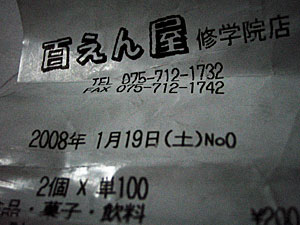 百えん屋 修学院店
TEL 075-712-1732
FAX 075-712-1742
2008年 1月19日(土)No0
2個 X 単100
品・菓子・飲料 ¥200